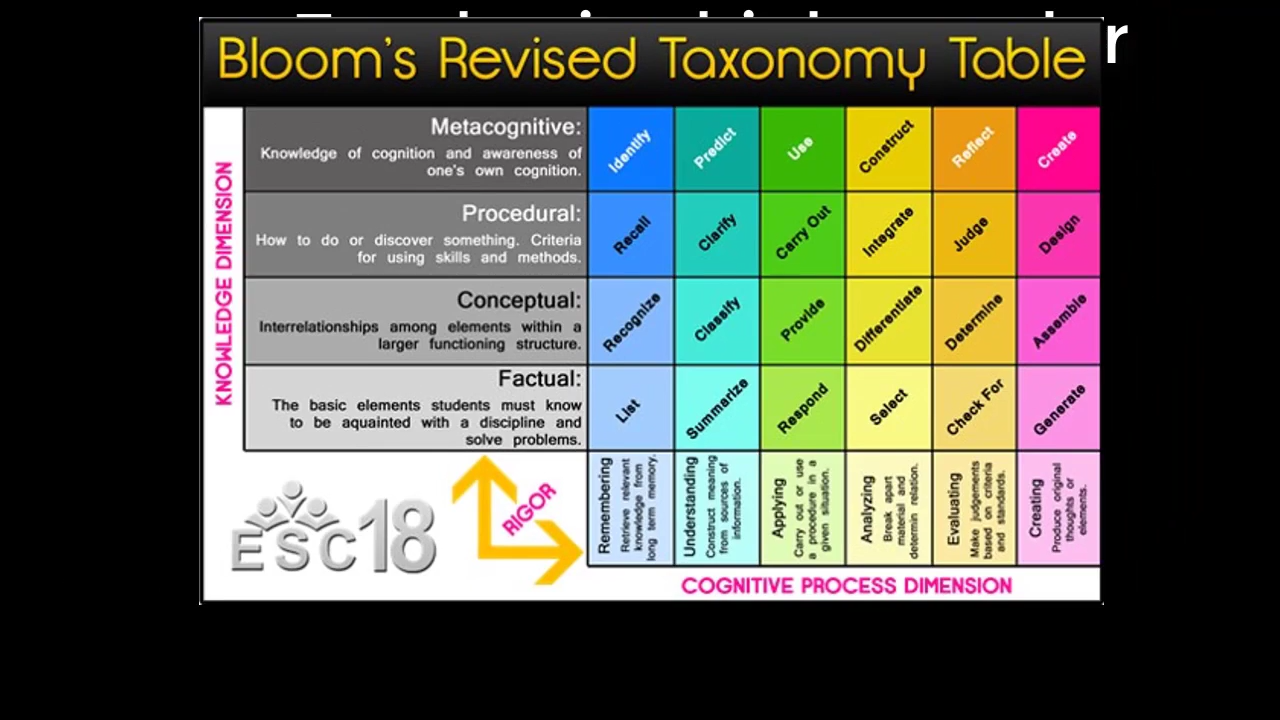 r
Bloom's Revised Taxonomy Table
KNOWLEDGE DIMENSION
Metacognitive:
Knowledge of cognition and awareness of
one's own cognition.
Identify
Predict
Use
Construct
Reflect
Create
Procedural:
How to do or discover something. Criteria
for using skills and methods.
Recall
Clarify
Carry Out
Integrate
Judge
Design
Conceptual:
Interrelationships among elements within a
larger functioning structure.
Recognize
Classify
Provide
Differentiate
Determine
Assemble
Factual:
The basic elements students must know
to be aquainted with a discipline and
solve problems.
List
Summarize
Respond
Select
Check For
Generate
ESC18
RIGOR
Remembering
Retrieve relevant
knowledge from
long term memory.
Understanding
Construct meaning
from sources of
information.
Applying
Carry out or use
a procedure in a
given situation.
Analyzing
Break apart
material and
determin relation.
Evaluating
Make judgements
based on criteria
and standards.
Creating
Produce original
thoughts or
elements.
COGNITIVE PROCESS DIMENSION